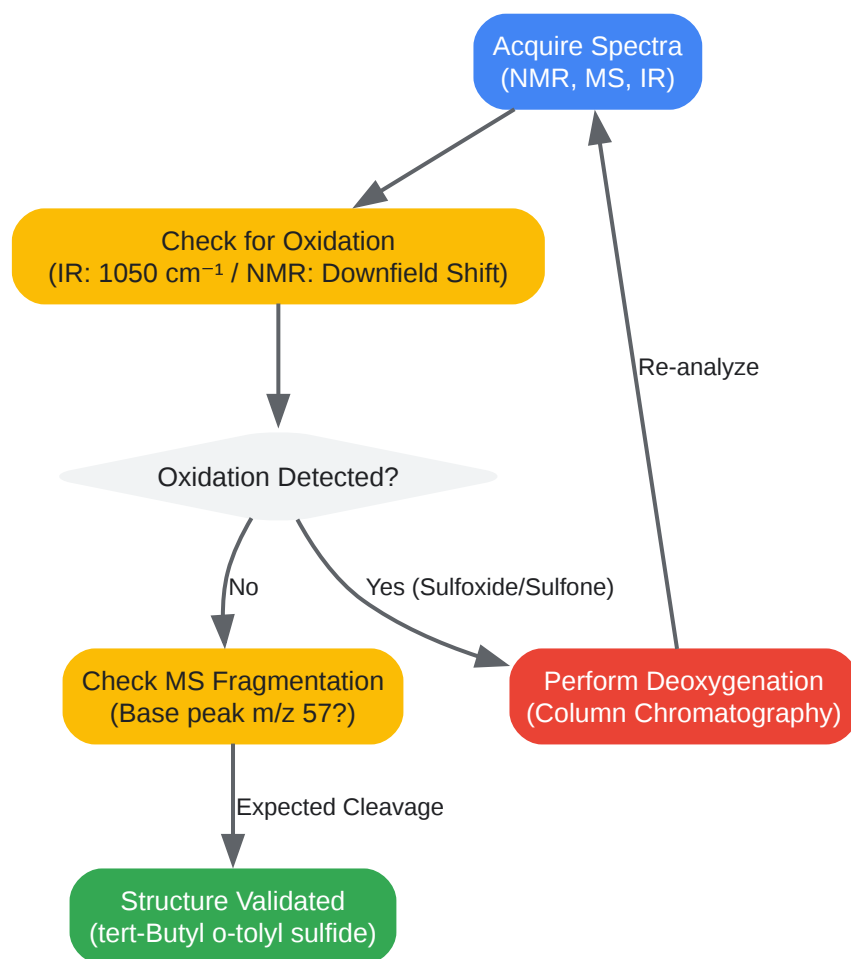 Acquire Spectra
(NMR, MS, IR)
Check for Oxidation
(IR: 1050 cm⁻¹ / NMR: Downfield Shift)
Re-analyze
Oxidation Detected?
No
Yes (Sulfoxide/Sulfone)
Check MS Fragmentation
(Base peak m/z 57?)
Perform Deoxygenation
(Column Chromatography)
Expected Cleavage
Structure Validated
(tert-Butyl o-tolyl sulfide)